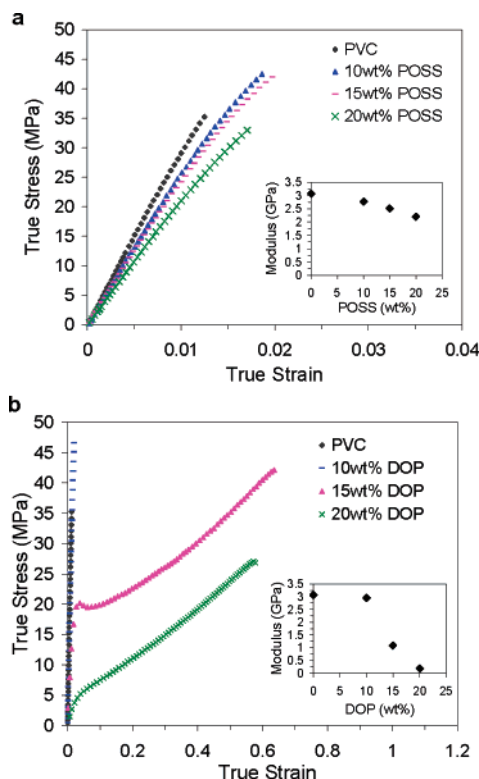 a
50
45
40
35
30
25
20
15
10
5
0
True Stress (MPa)
PVC
10wt% POSS
15wt% POSS
20wt% POSS
3.5
3
2.5
2
1.5
1
0.5
0
Modulus (GPa)
0 5 10 15 20 25
POSS (wt%)
0 0.01 0.02 0.03 0.04
True Strain
b
50
45
40
35
30
25
20
15
10
5
0
True Stress (MPa)
PVC
10wt% DOP
15wt% DOP
20wt% DOP
3.5
3
2.5
2
1.5
1
0.5
0
Modulus (GPa)
0 5 10 15 20 25
DOP (wt%)
0 0.2 0.4 0.6 0.8 1 1.2
True Strain